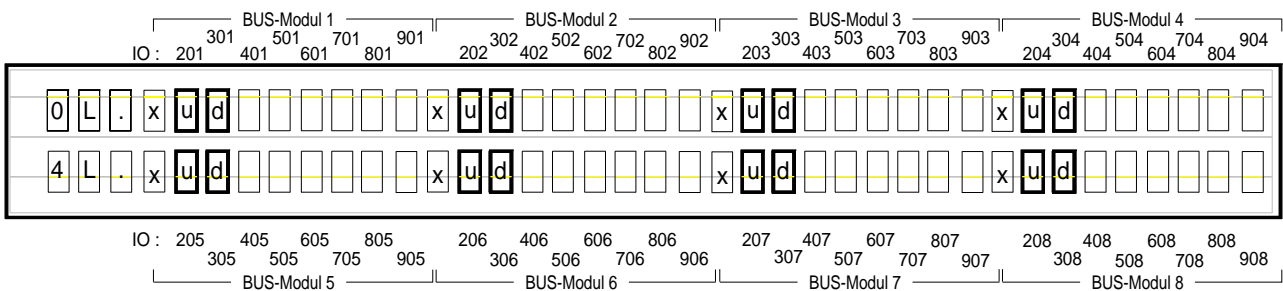 BUS-Modul 1 BUS-Modul 2 BUS-Modul 3 BUS-Modul 4
301 501 701 901 302 502 702 902 303 503 703 903 304 504 704 904
IO : 201 401 601 801 202 402 602 802 203 403 603 803 204 404 604 804
0 L . x u d x u d x u d x u d
4 L . x u d x u d x u d x u d
IO : 205 405 605 805 206 406 606 806 207 407 607 807 208 408 608 808
305 505 705 905 306 506 706 906 307 507 707 907 308 508 708 908
BUS-Modul 5 BUS-Modul 6 BUS-Modul 7 BUS-Modul 8